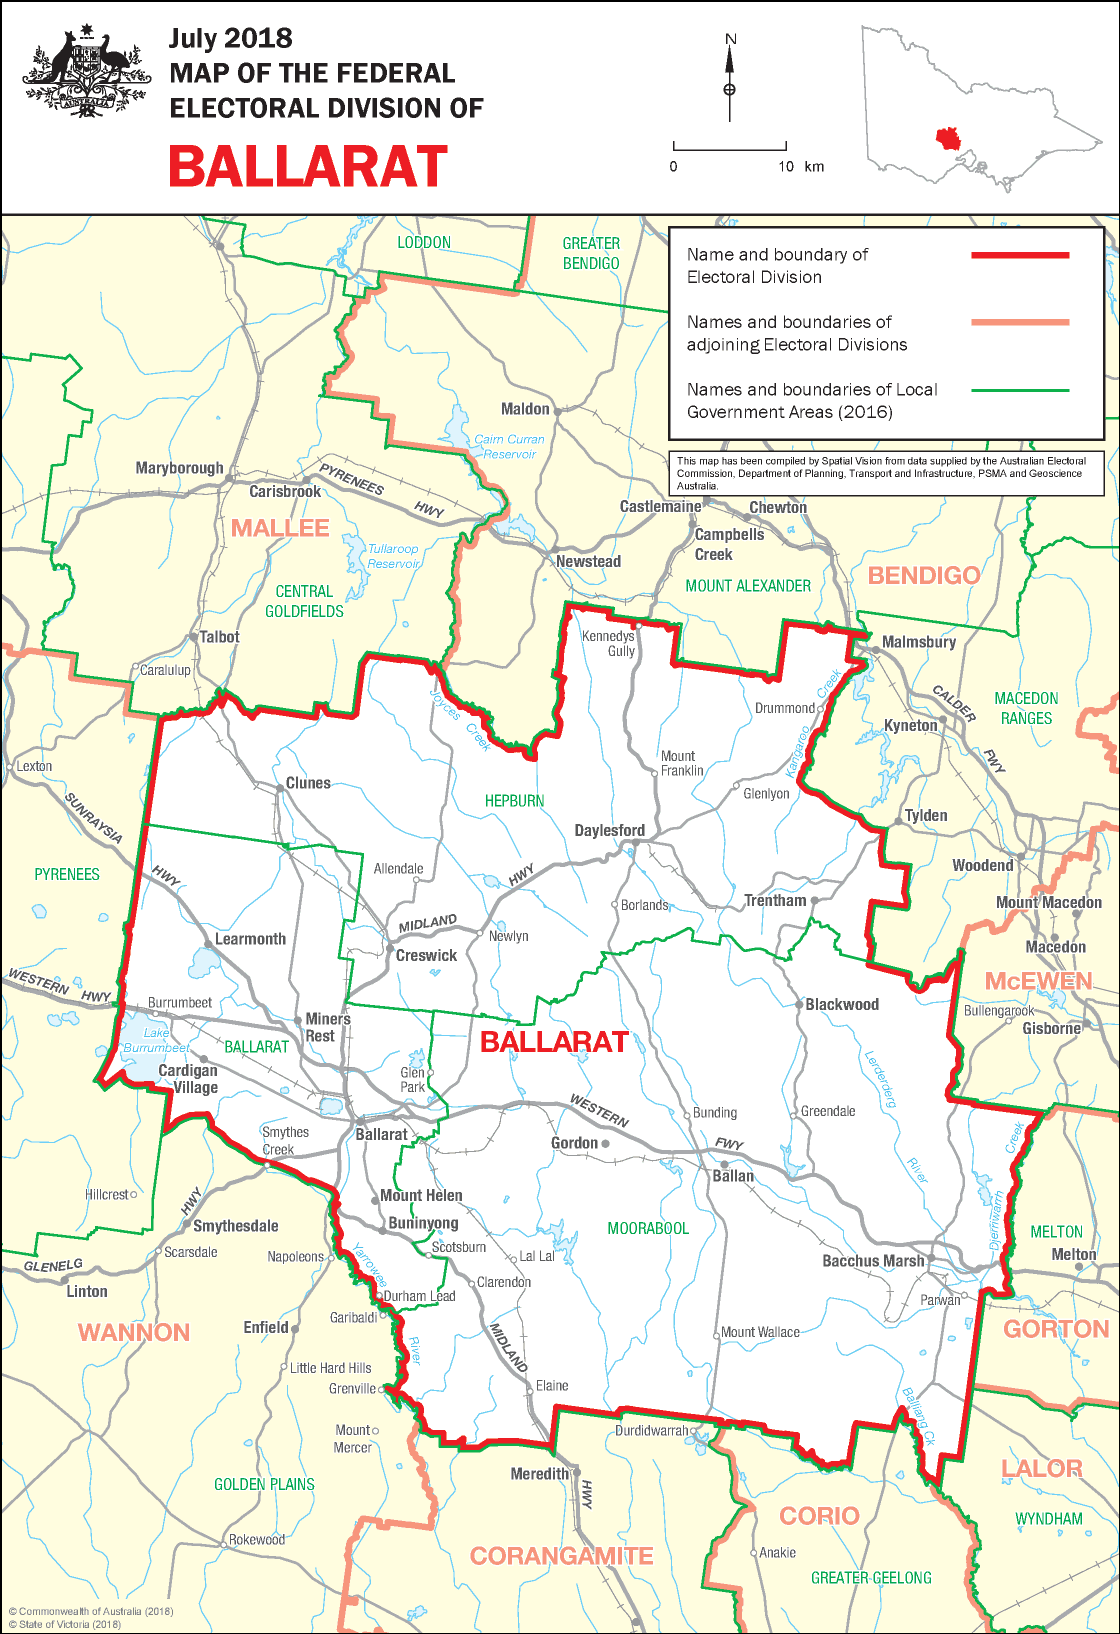 July 2018
MAP OF THE FEDERAL
ELECTORAL DIVISION OF
BALLARAT
AUSTRALIA
N
0 10 km
Name and boundary of
Electoral Division
Names and boundaries of
adjoining Electoral Divisions
Names and boundaries of Local
Government Areas (2016)
This map has been compiled by Spatial Vision from data supplied by the Australian Electoral
Commission, Department of Planning, Transport and Infrastructure, PSMA and Geoscience
Australia.
LODDON
GREATER
BENDIGO
Maldon
Cairn Curran
Reservoir
Maryborough
Carisbrook
PYRENEES
HWY
MALLEE
Castlemaine
Chewton
Campbells
Creek
Tullaroop
Reservoir
Newstead
BENDIGO
CENTRAL
GOLDFIELDS
MOUNT ALEXANDER
Talbot
Kennedys
Gully
Malmsbury
Caralulup
Joyces
Creek
Drummond
Kangaroo
Creek
CALDER
FWY
MACEDON
RANGES
Kyneton
Lexton
Mount
Franklin
Clunes
Glenlyon
HEPBURN
SUNRAYSIA
HWY
Tylden
Daylesford
PYRENEES
Allendale
HWY
Woodend
Borlands
Trentham
Mount Macedon
MIDLAND
Learmonth
Newlyn
Macedon
Creswick
McEWEN
WESTERN
HWY
Burrumbeet
Blackwood
Bullengarook
Gisborne
Miners
Rest
Lake
Burrumbeet
BALLARAT
BALLARAT
Cardigan
Village
Glen
Park
Lerderderg
River
WESTERN
FWY
Bunding
Greendale
Smythes
Creek
Ballarat
Gordon
Creek
Djerriwarrh
Ballan
Hillcrest
HWY
Mount Helen
Smythesdale
Buninyong
MOORABOOL
MELTON
Scarsdale
Napoleons
Scotsburn
Lal Lal
Melton
GLENELG
Yarrowee
River
Bacchus Marsh
Linton
Clarendon
Durham Lead
Parwan
WANNON
Enfield
Garibaldi
MIDLAND
Mount Wallace
GORTON
Little Hard Hills
Grenville
Elaine
Balliang Ck
Mount
Mercer
Durdidwarrah
GOLDEN PLAINS
Meredith
HWY
LALOR
CORIO
WYNDHAM
Rokewood
CORANGAMITE
Anakie
GREATER GEELONG
© Commonwealth of Australia (2018)
© State of Victoria (2018)